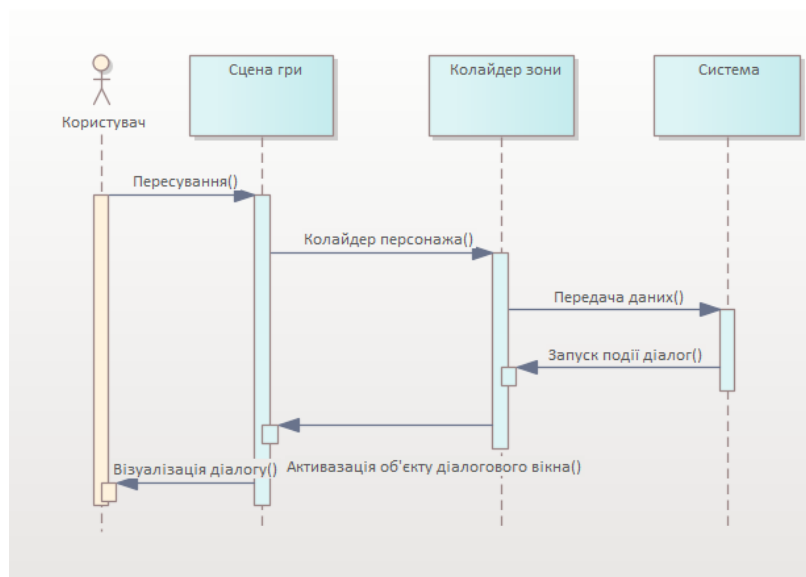 Сцена гри
Колайдер зони
Система
Користувач
Пересування()
Колайдер персонажа()
Передача даних()
Запуск події діалог()
Активазація об'єкту діалогового вікна()
Візуалізація діалогу()